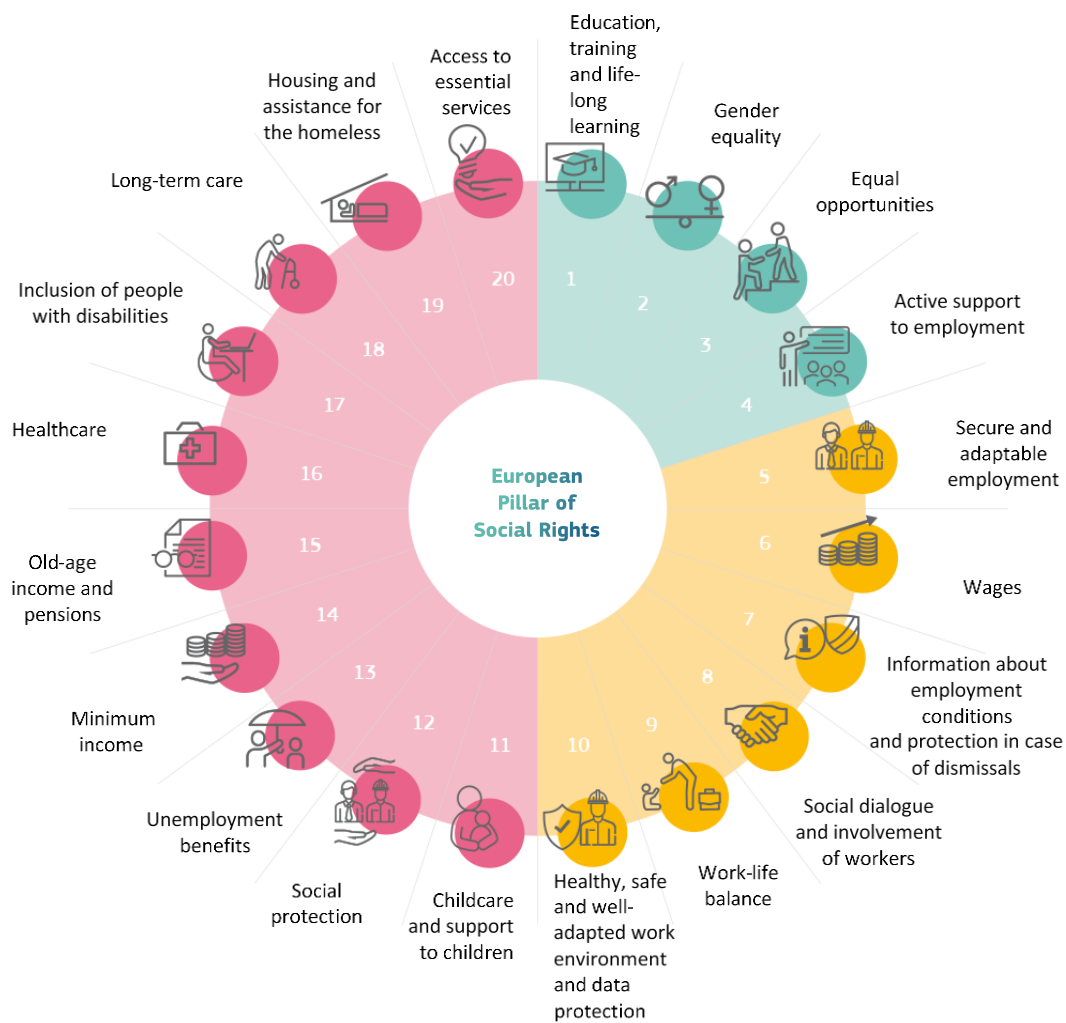 European
Pillar of
Social Rights
1
Education,
training
and life-
long
learning
2
Gender
equality
3
Equal
opportunities
4
Active support
to employment
5
Secure and
adaptable
employment
6
Wages
7
Information about
employment
conditions
and protection in case
of dismissals
8
Social dialogue
and involvement
of workers
9
Work-life
balance
10
Healthy, safe
and well-
adapted work
environment
and data
protection
11
Childcare
and support
to children
12
Social
protection
13
Unemployment
benefits
14
Minimum
income
15
Old-age
income and
pensions
16
Healthcare
17
Inclusion of people
with disabilities
18
Long-term care
19
Housing and
assistance for
the homeless
20
Access to
essential
services